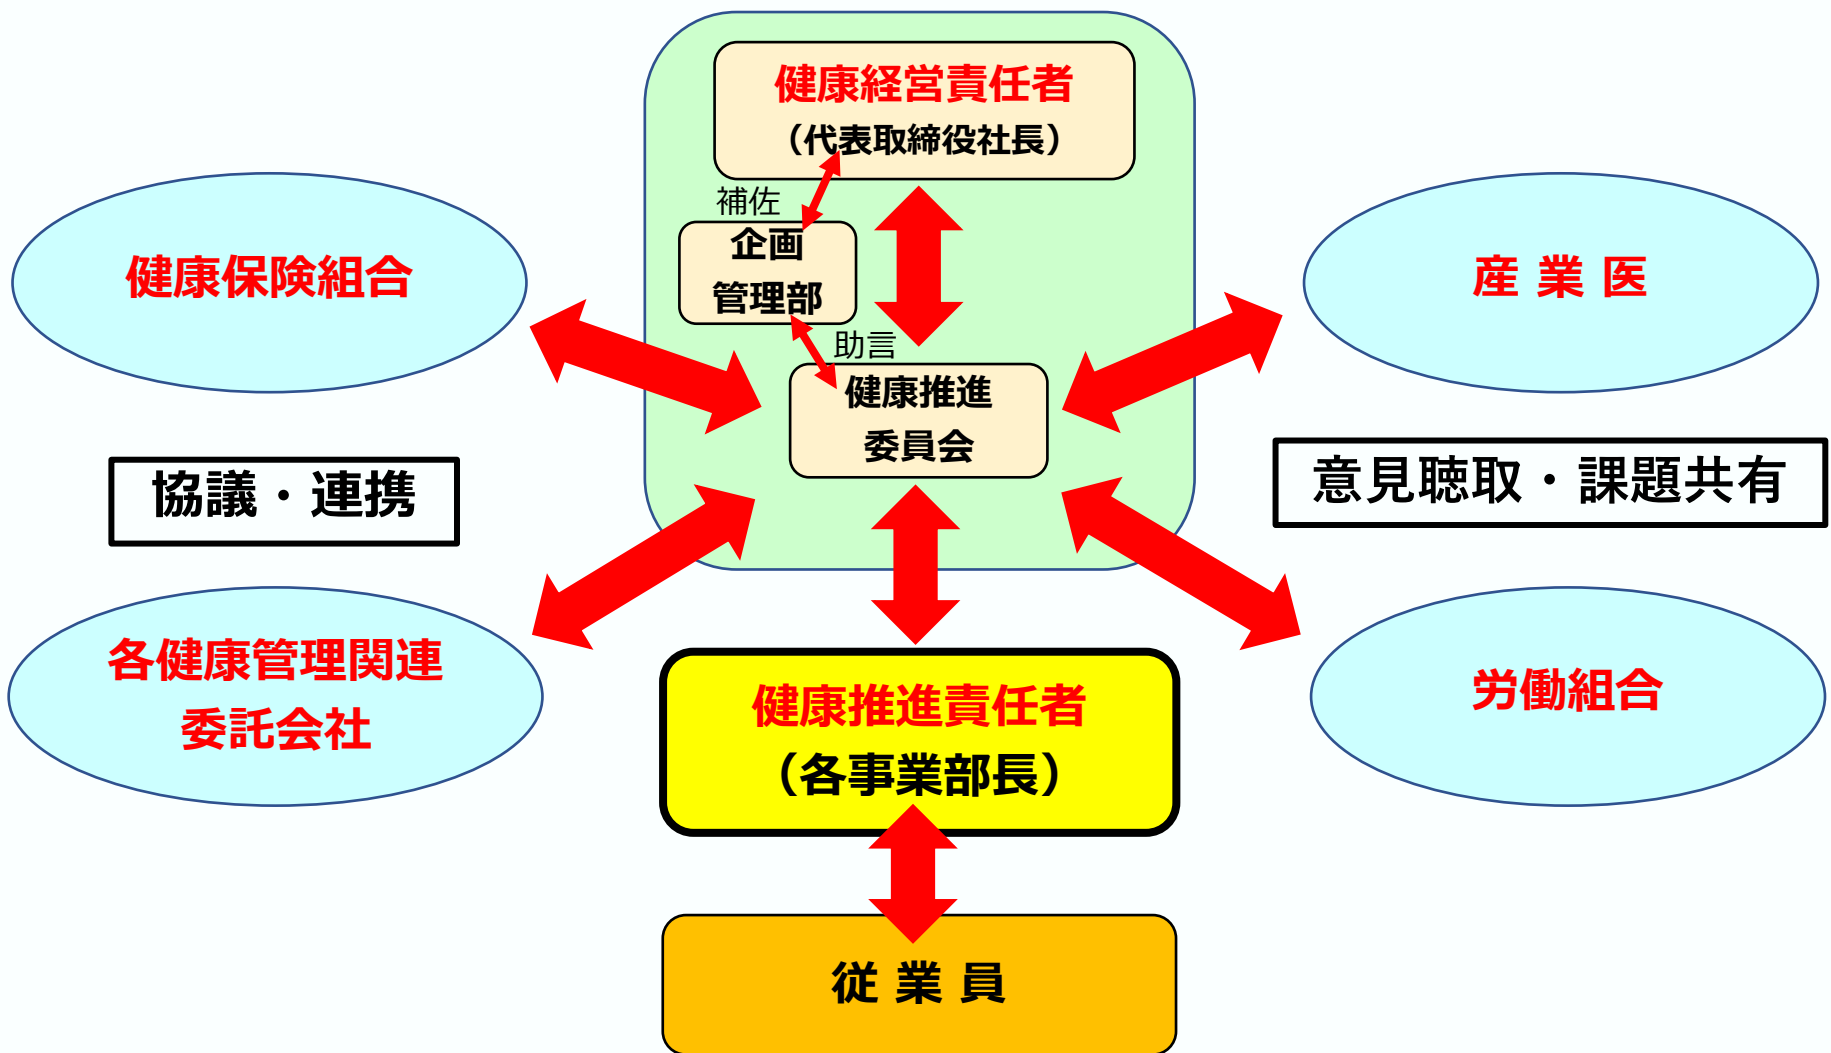 健康経営責任者
（代表取締役社長）
補佐
企画
管理部
助言
健康推進
委員会
健康保険組合
産業医
協議・連携
意見聴取・課題共有
各健康管理関連
委託会社
労働組合
健康推進責任者
（各事業部長）
従業員